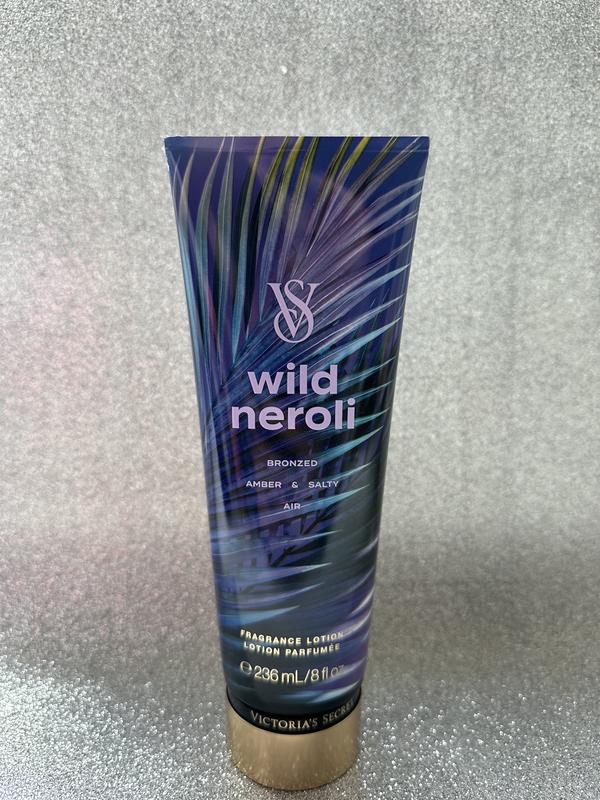 VS
wild
neroli
BRONZED
AMBER & SALTY
AIR
FRAGRANCE LOTION
LOTION PARFUMÉE
℮ 236 mL/8 fl oz
VICTORIA'S SECRET